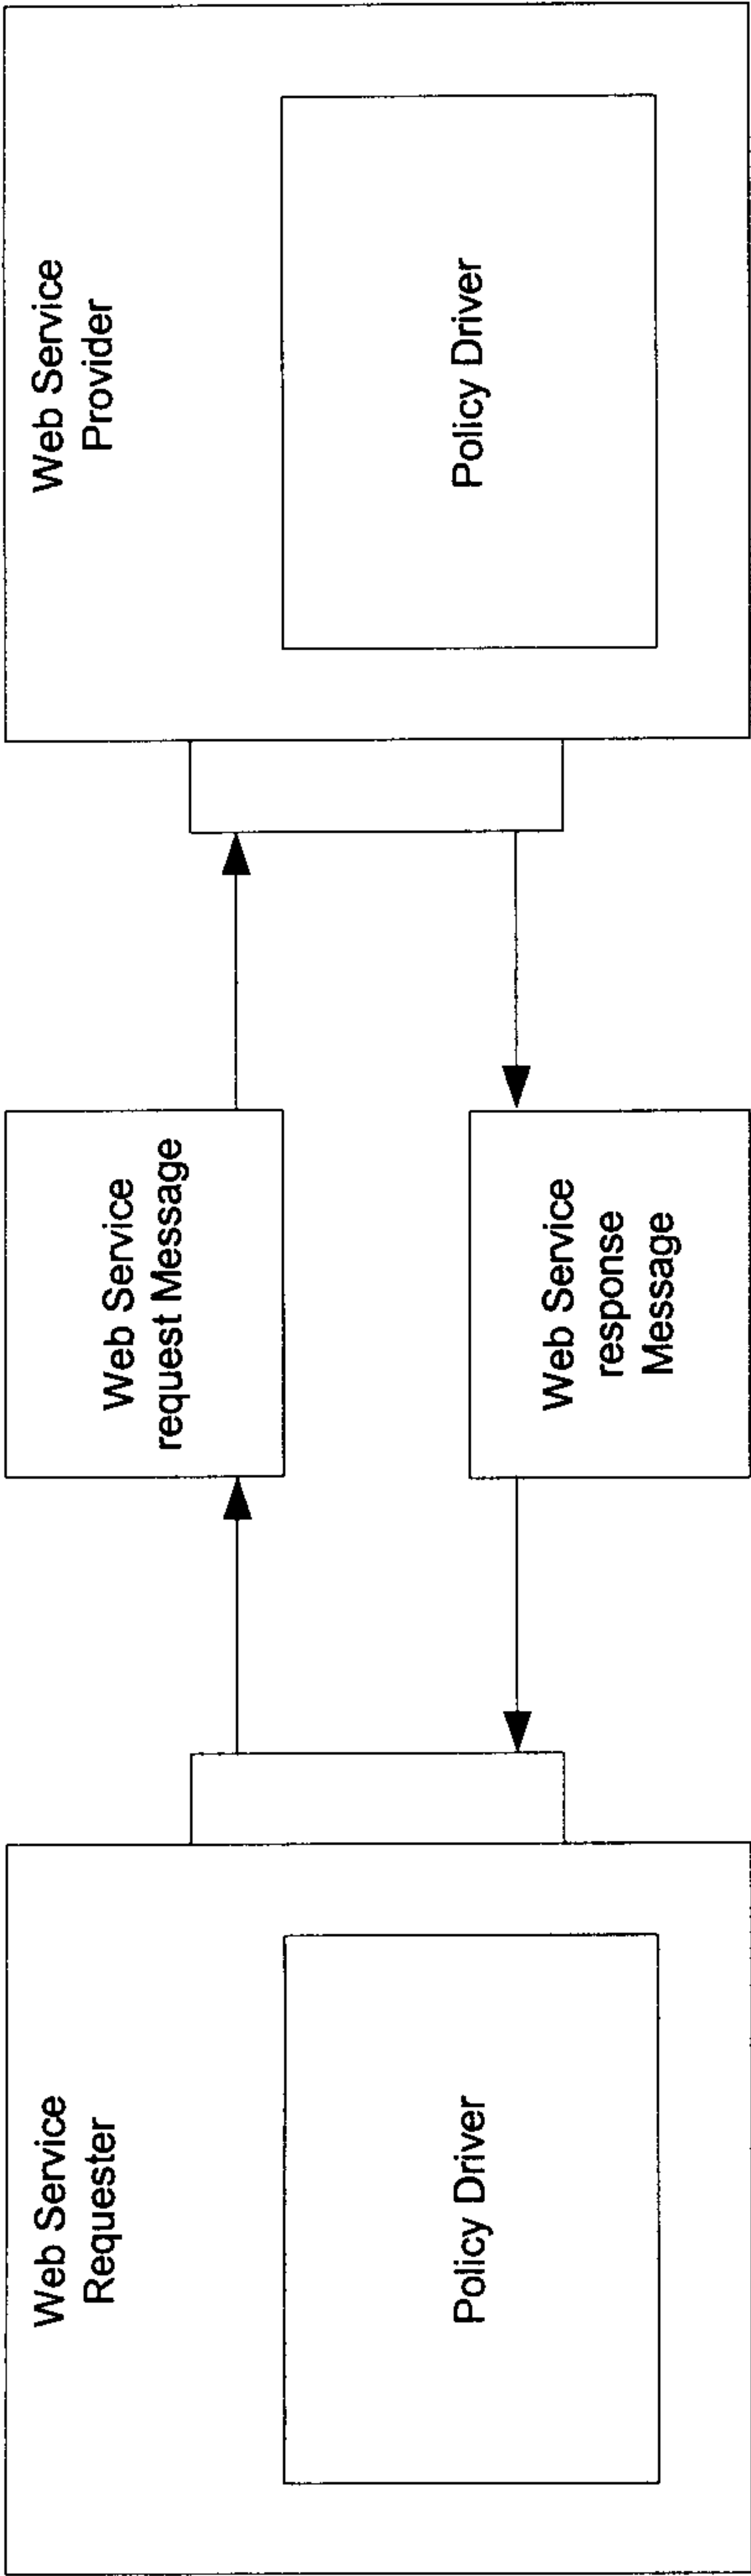 Web Service
Requester
Policy Driver
Web Service
request Message
Web Service
response
Message
Web Service
Provider
Policy Driver